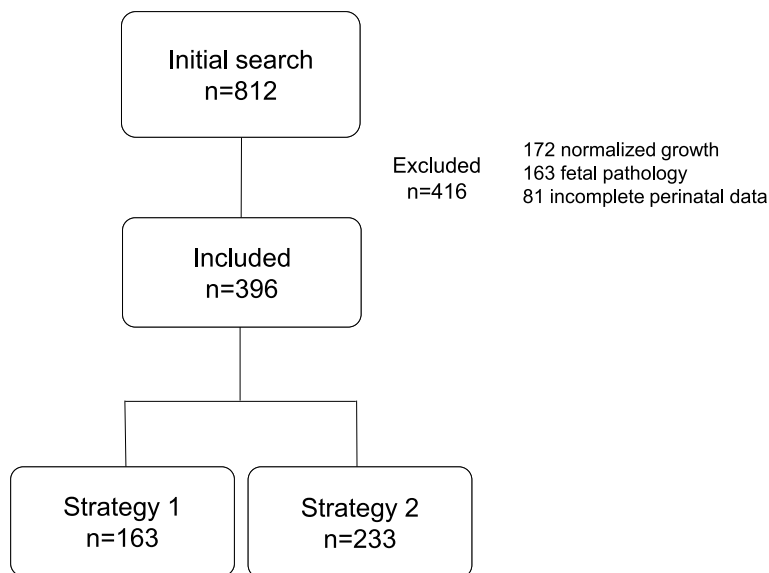 Initial search
n=812
Excluded
n=416
172 normalized growth
163 fetal pathology
81 incomplete perinatal data
Included
n=396
Strategy 1
n=163
Strategy 2
n=233